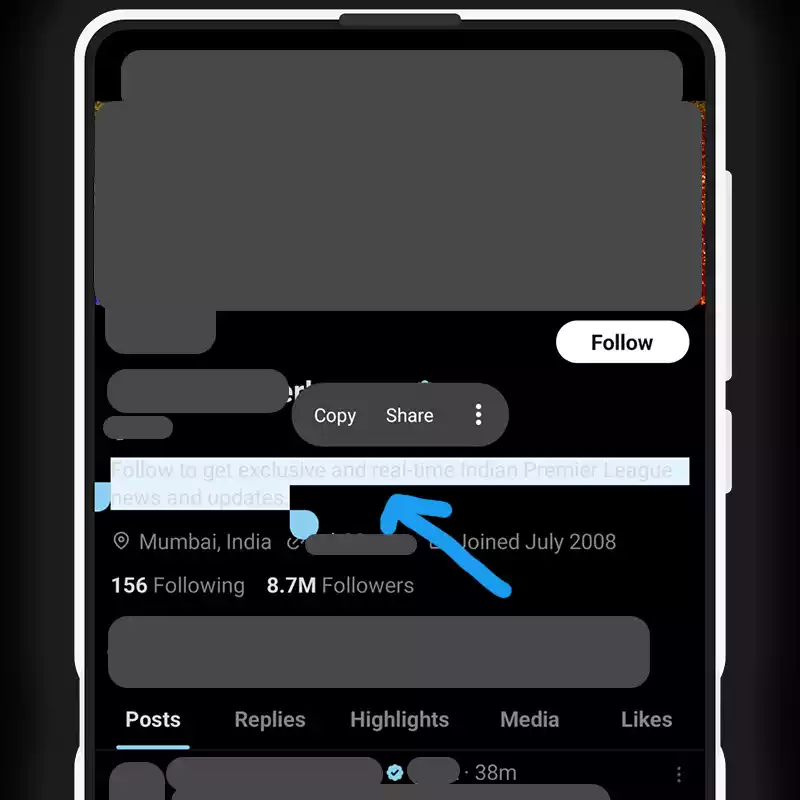 Follow
Copy Share
Follow to get exclusive and real-time Indian Premier League
news and updates
Mumbai, India Joined July 2008
156 Following 8.7M Followers
Posts Replies Highlights Media Likes
· 38m